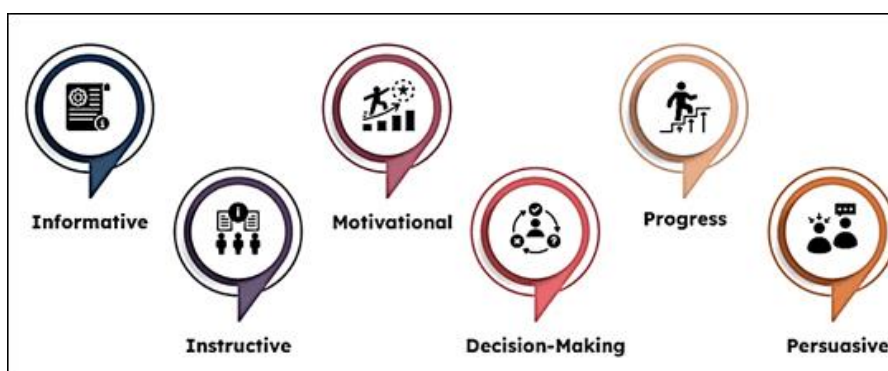 Informative
Instructive
Motivational
Decision-Making
Progress
Persuasive